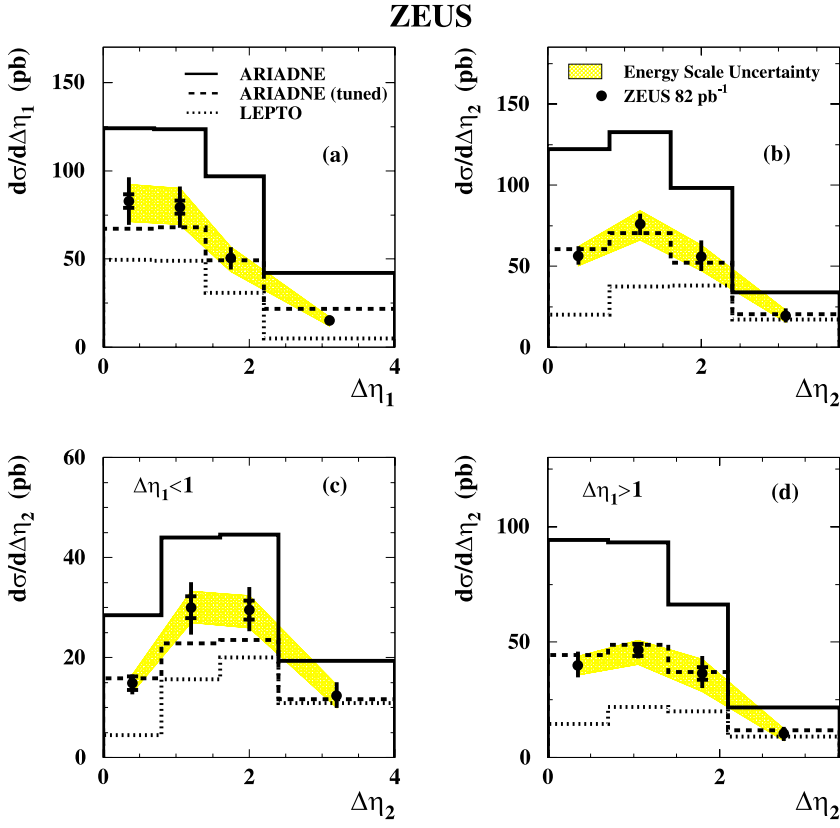 ZEUS
dσ/dΔη1 (pb)
150
100
50
0
ARIADNE
ARIADNE (tuned)
LEPTO
(a)
0 2 4
Δη1
dσ/dΔη2 (pb)
150
100
50
0
Energy Scale Uncertainty
ZEUS 82 pb⁻¹
(b)
0 2
Δη2
dσ/dΔη2 (pb)
60
40
20
0
Δη1<1
(c)
0 2 4
Δη2
dσ/dΔη2 (pb)
100
50
0
Δη1>1
(d)
0 2
Δη2